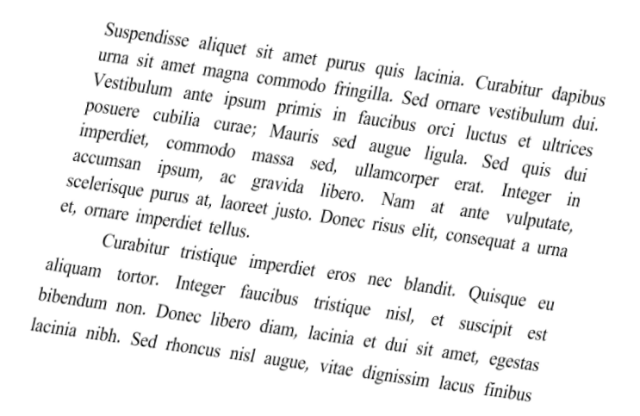 Suspendisse aliquet sit amet purus quis lacinia. Curabitur dapibus
urna sit amet magna commodo fringilla. Sed ornare vestibulum dui.
Vestibulum ante ipsum primis in faucibus orci luctus et ultrices
posuere cubilia curae; Mauris sed augue ligula. Sed quis dui
imperdiet, commodo massa sed, ullamcorper erat. Integer in
accumsan ipsum, ac gravida libero. Nam at ante vulputate,
scelerisque purus at, laoreet justo. Donec risus elit, consequat a urna
et, ornare imperdiet tellus.
Curabitur tristique imperdiet eros nec blandit. Quisque eu
aliquam tortor. Integer faucibus tristique nisl, et suscipit est
bibendum non. Donec libero diam, lacinia et dui sit amet, egestas
lacinia nibh. Sed rhoncus nisl augue, vitae dignissim lacus finibus